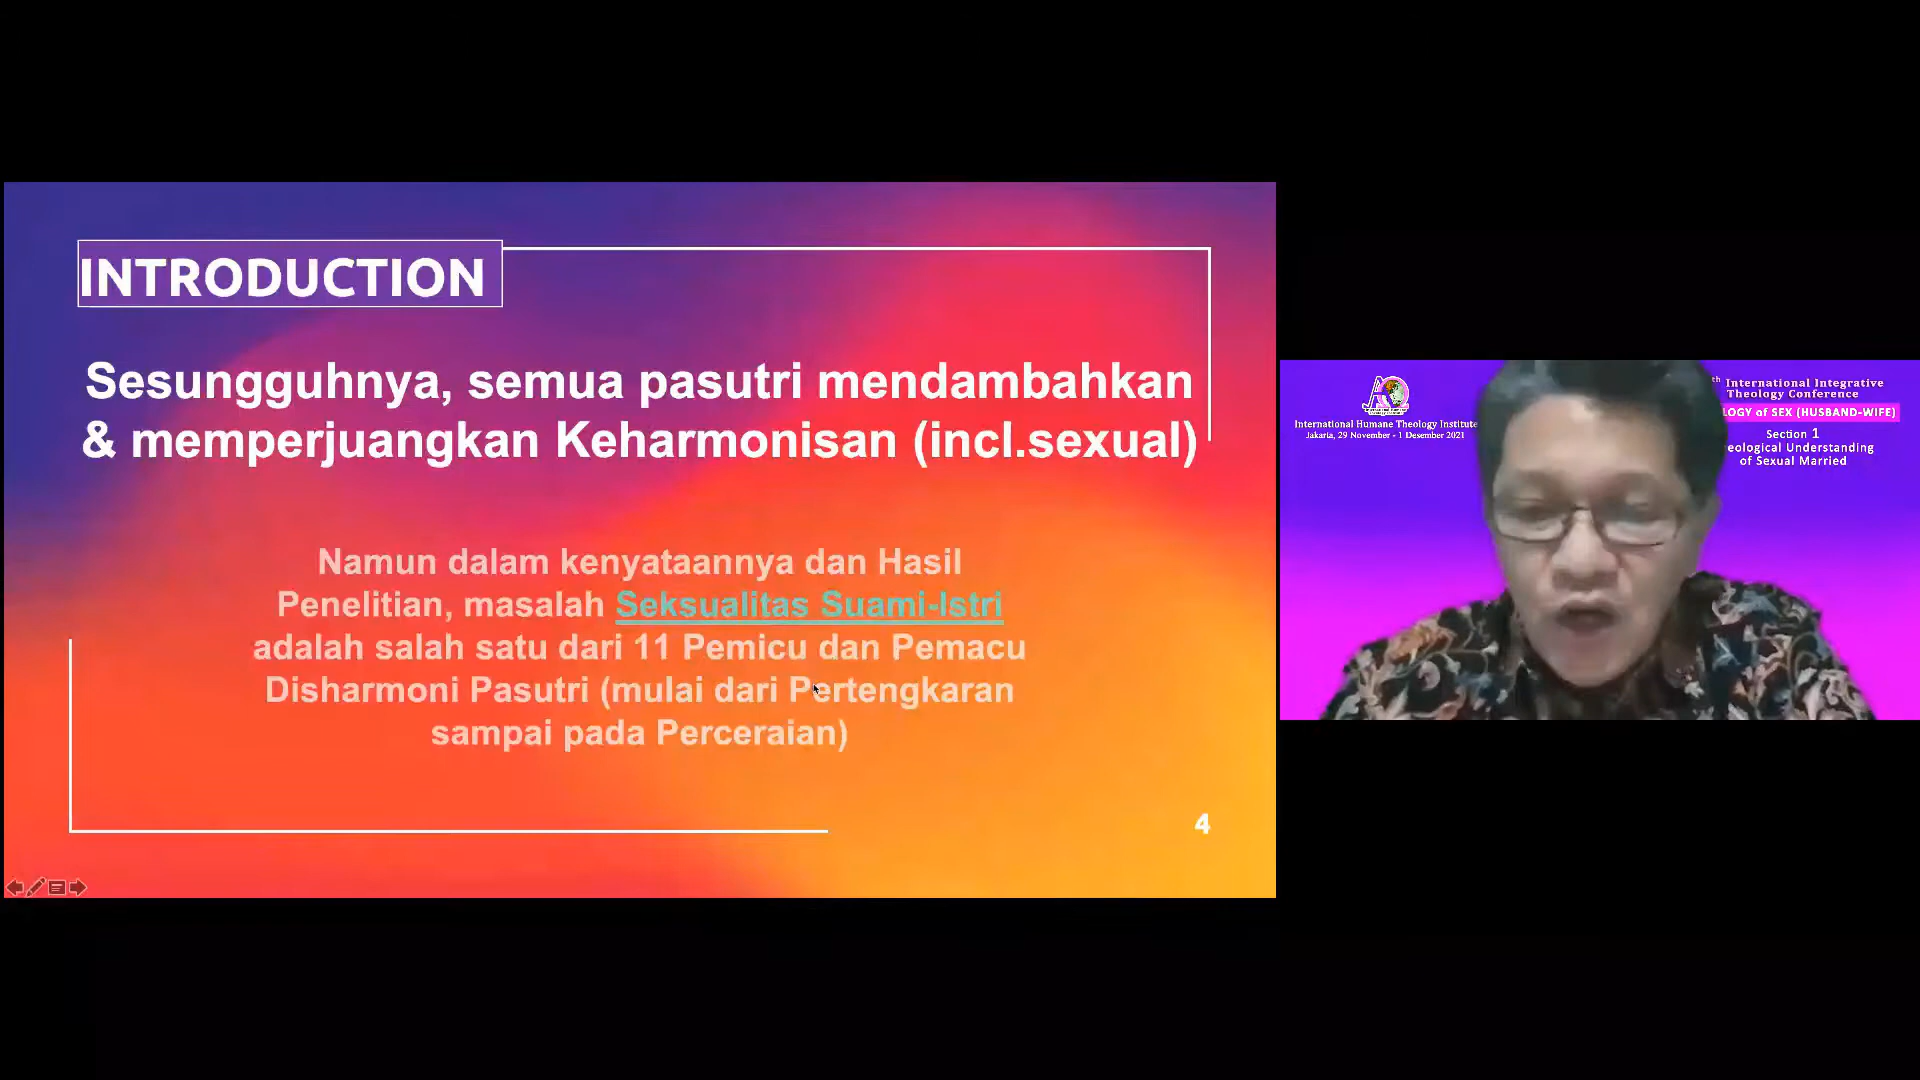 INTRODUCTION
Sesungguhnya, semua pasutri mendambahkan
& memperjuangkan Keharmonisan (incl.sexual)
Namun dalam kenyataannya dan Hasil
Penelitian, masalah Seksualitas Suami-Istri
adalah salah satu dari 11 Pemicu dan Pemacu
Disharmoni Pasutri (mulai dari Pertengkaran
sampai pada Perceraian)
4
International Humane Theology Institute
Jakarta, 29 November - 1 Desember 2021
th International Integrative
Theology Conference
LOGY of SEX (HUSBAND-WIFE)
Section 1
eological Understanding
of Sexual Married